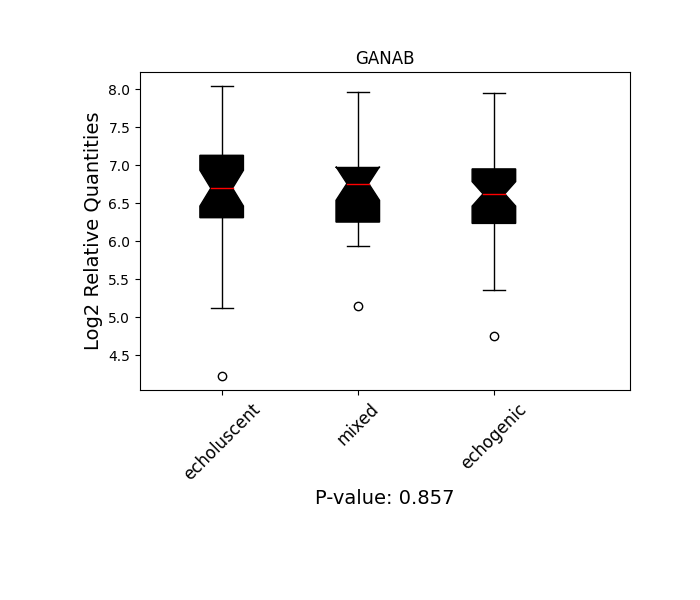 GANAB
Log2 Relative Quantities
8.0
7.5
7.0
6.5
6.0
5.5
5.0
4.5
echoluscent
mixed
echogenic
P-value: 0.857